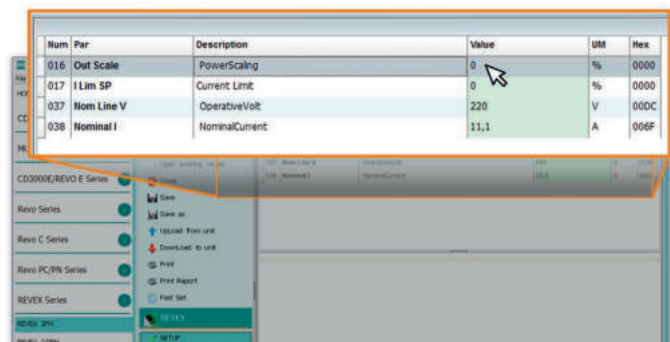 Num Par Description Value UM Hex
016 Out Scale PowerScaling 0 % 0000
017 I Lim SP Current Limit 0 % 0000
037 Nom Line V OperativeVolt 220 V 00DC
038 Nominal I NominalCurrent 11,1 A 006F
CD3000E/REVO E Series
Revo Series
Revo C Series
Revo PC/PN Series
REVEX Series
REVEX 1PH
Close
Save
Save as
UpLoad from unit
DownLoad to unit
Print
Print Report
Fast Set
REVEX
SETUP